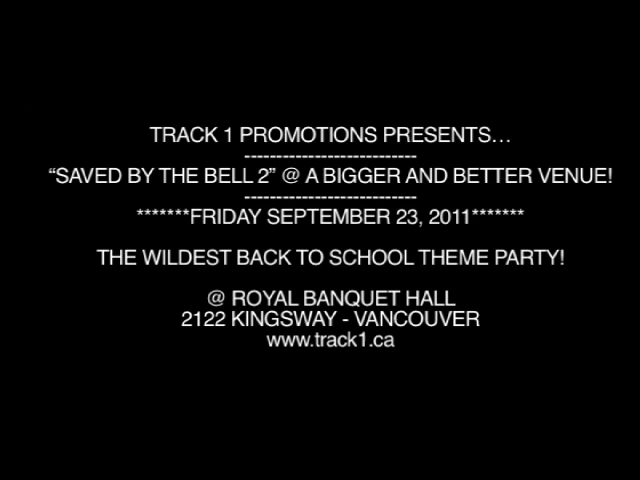 TRACK 1 PROMOTIONS PRESENTS…
---------------------------
“SAVED BY THE BELL 2” @ A BIGGER AND BETTER VENUE!
---------------------------
*******FRIDAY SEPTEMBER 23, 2011*******
THE WILDEST BACK TO SCHOOL THEME PARTY!
@ ROYAL BANQUET HALL
2122 KINGSWAY - VANCOUVER
www.track1.ca